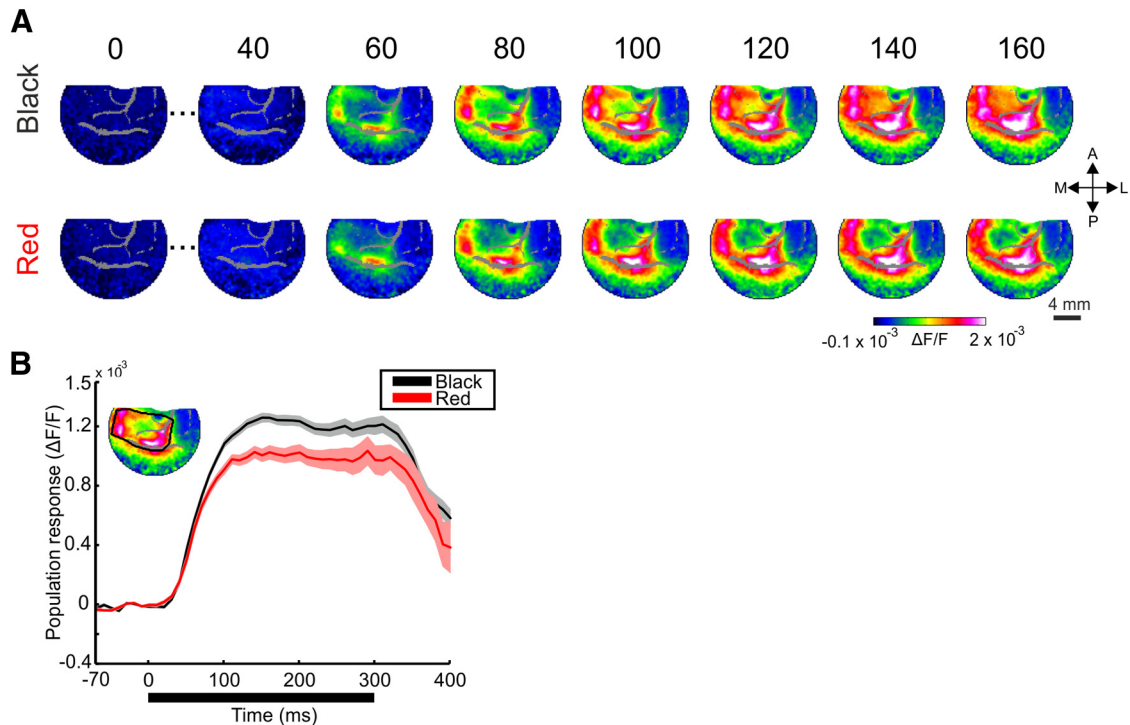 A
0 40 60 80 100 120 140 160
Black
...
A
M L
P
Red
...
4 mm
-0.1 x 10⁻³ ΔF/F 2 x 10⁻³
B
x 10⁻³
1.5
1.2
0.8
0.4
0
-0.4
Population response (ΔF/F)
Black
Red
-70 0 100 200 300 400
Time (ms)